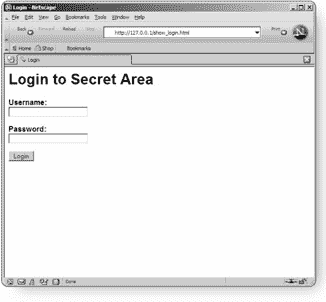 Login - Netscape
File Edit View Go Bookmarks Tools Window Help
Back Forward Reload Stop http://127.0.0.1/show_login.html Print
Home Shop Bookmarks
Login
Login to Secret Area
Username:
Password:
Login
Done